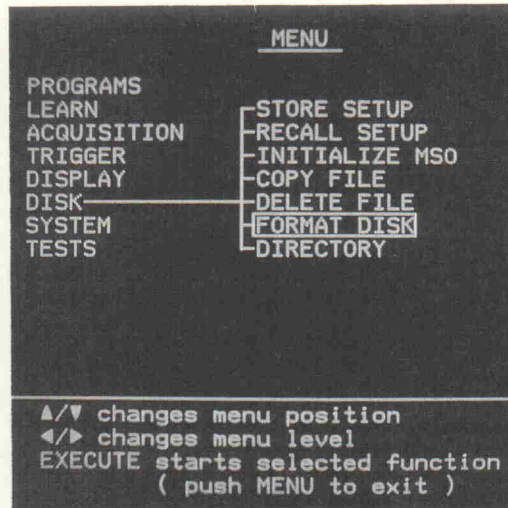 MENU
PROGRAMS
LEARN
ACQUISITION
TRIGGER
DISPLAY
DISK
SYSTEM
TESTS
STORE SETUP
RECALL SETUP
INITIALIZE MSO
COPY FILE
DELETE FILE
FORMAT DISK
DIRECTORY
▲/▼ changes menu position
◀/▶ changes menu level
EXECUTE starts selected function
( push MENU to exit )